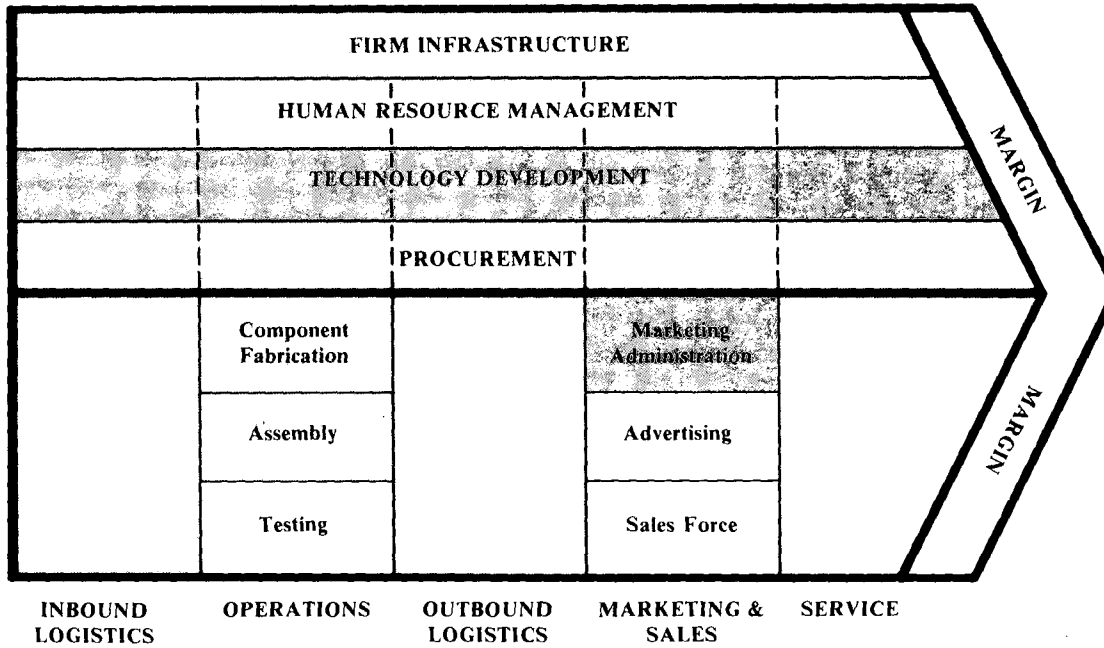 FIRM INFRASTRUCTURE
HUMAN RESOURCE MANAGEMENT
TECHNOLOGY DEVELOPMENT
PROCUREMENT
MARGIN
Component
Fabrication
Assembly
Testing
Marketing
Administration
Advertising
Sales Force
MARGIN
INBOUND
LOGISTICS
OPERATIONS
OUTBOUND
LOGISTICS
MARKETING &
SALES
SERVICE